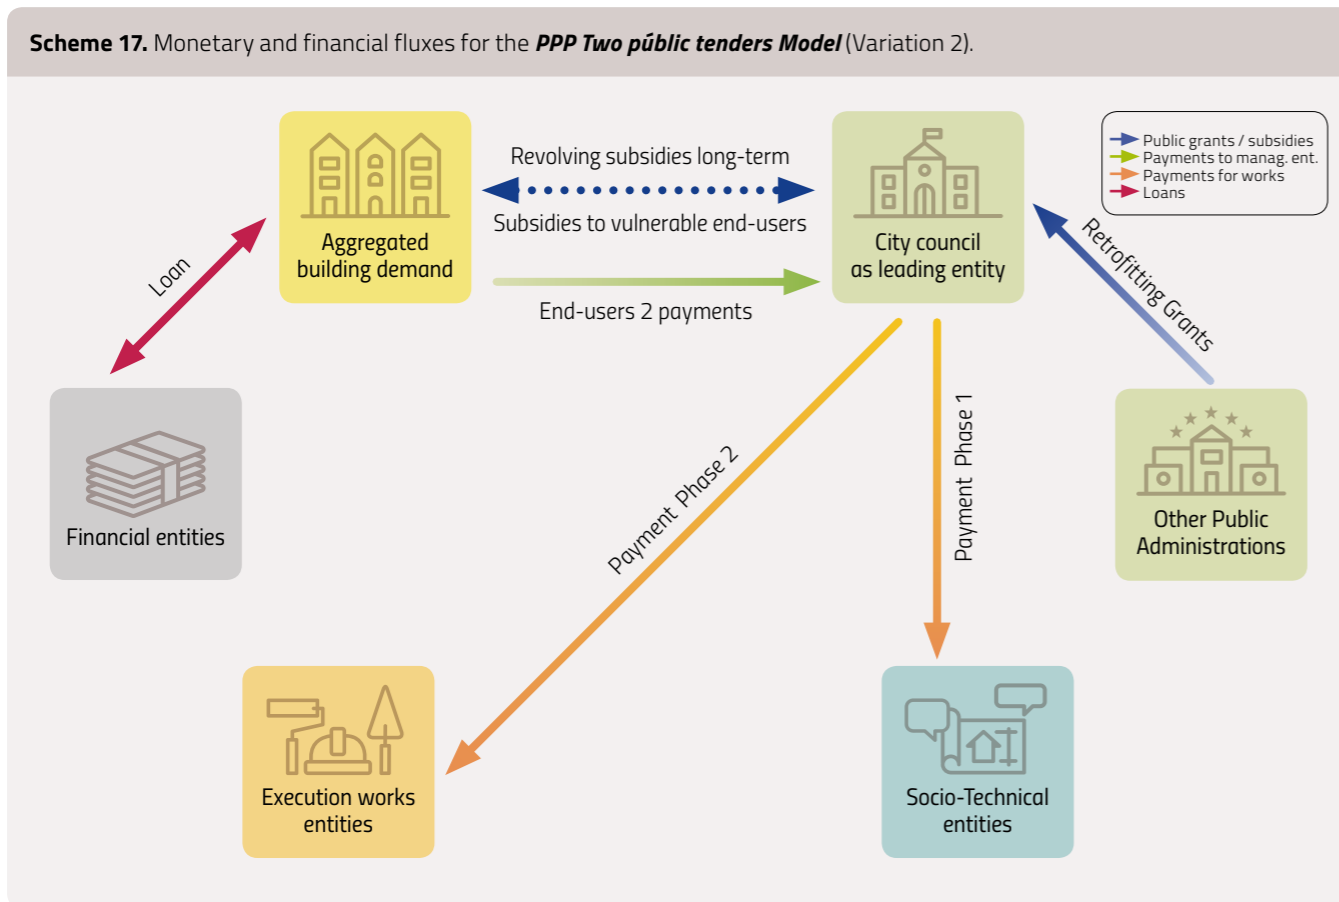 Scheme 17. Monetary and financial fluxes for the PPP Two público tenders Model (Variation 2).
Revolving subsidies long-term
Subsidies to vulnerable end-users
Aggregated
building demand
City council
as leading entity
Public grants / subsidies
Payments to manag. ent.
Payments for works
Loans
End-users 2 payments
Loan
Retrofitting Grants
Financial entities
Payment Phase 2
Payment Phase 1
Other Public
Administrations
Execution works
entities
Socio-Technical
entities